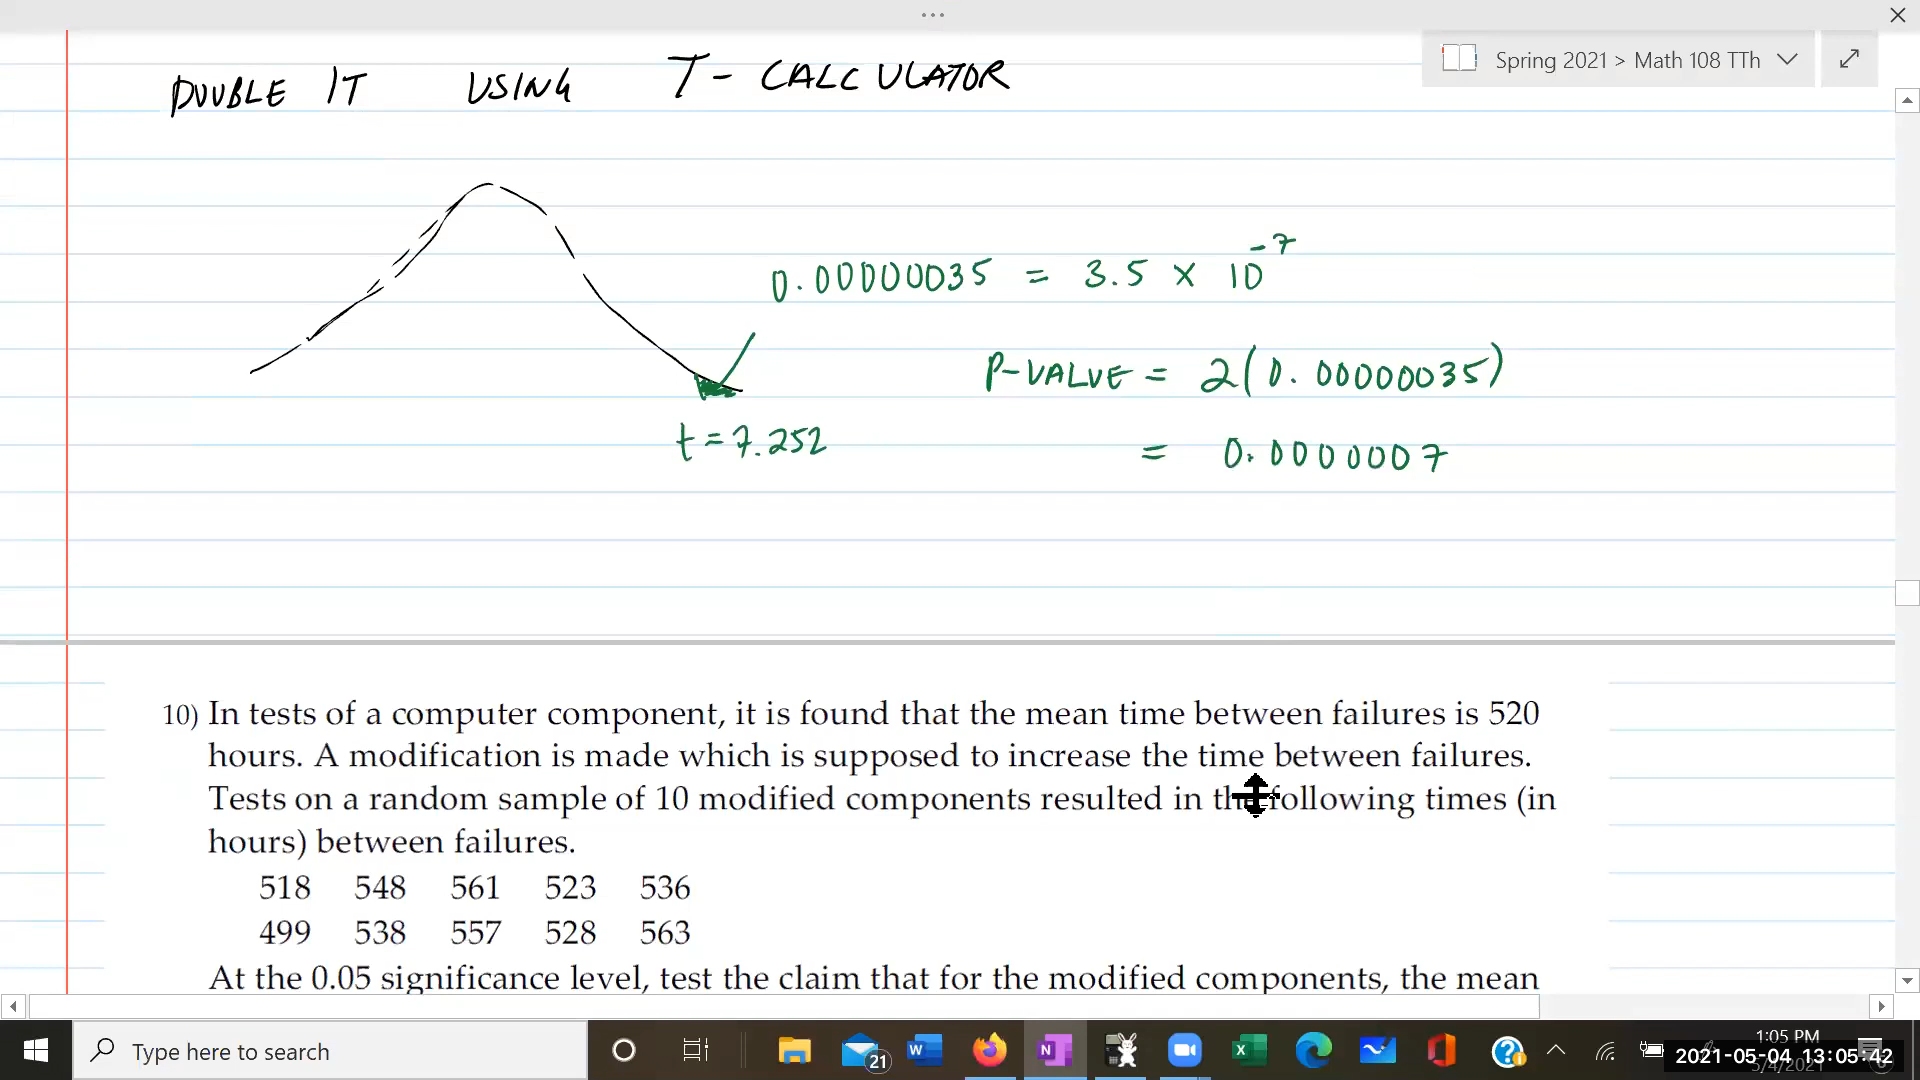 Spring 2021 > Math 108 TTh
DOUBLE IT USING T-CALCULATOR
0.00000035 = 3.5 × 10⁻⁷
P-VALUE = 2(0.00000035)
t = 7.252
= 0.0000007
10) In tests of a computer component, it is found that the mean time between failures is 520
hours. A modification is made which is supposed to increase the time between failures.
Tests on a random sample of 10 modified components resulted in the following times (in
hours) between failures.
518 548 561 523 536
499 538 557 528 563
At the 0.05 significance level, test the claim that for the modified components, the mean
Type here to search
21
1:05 PM
2021-05-04 13:05:42